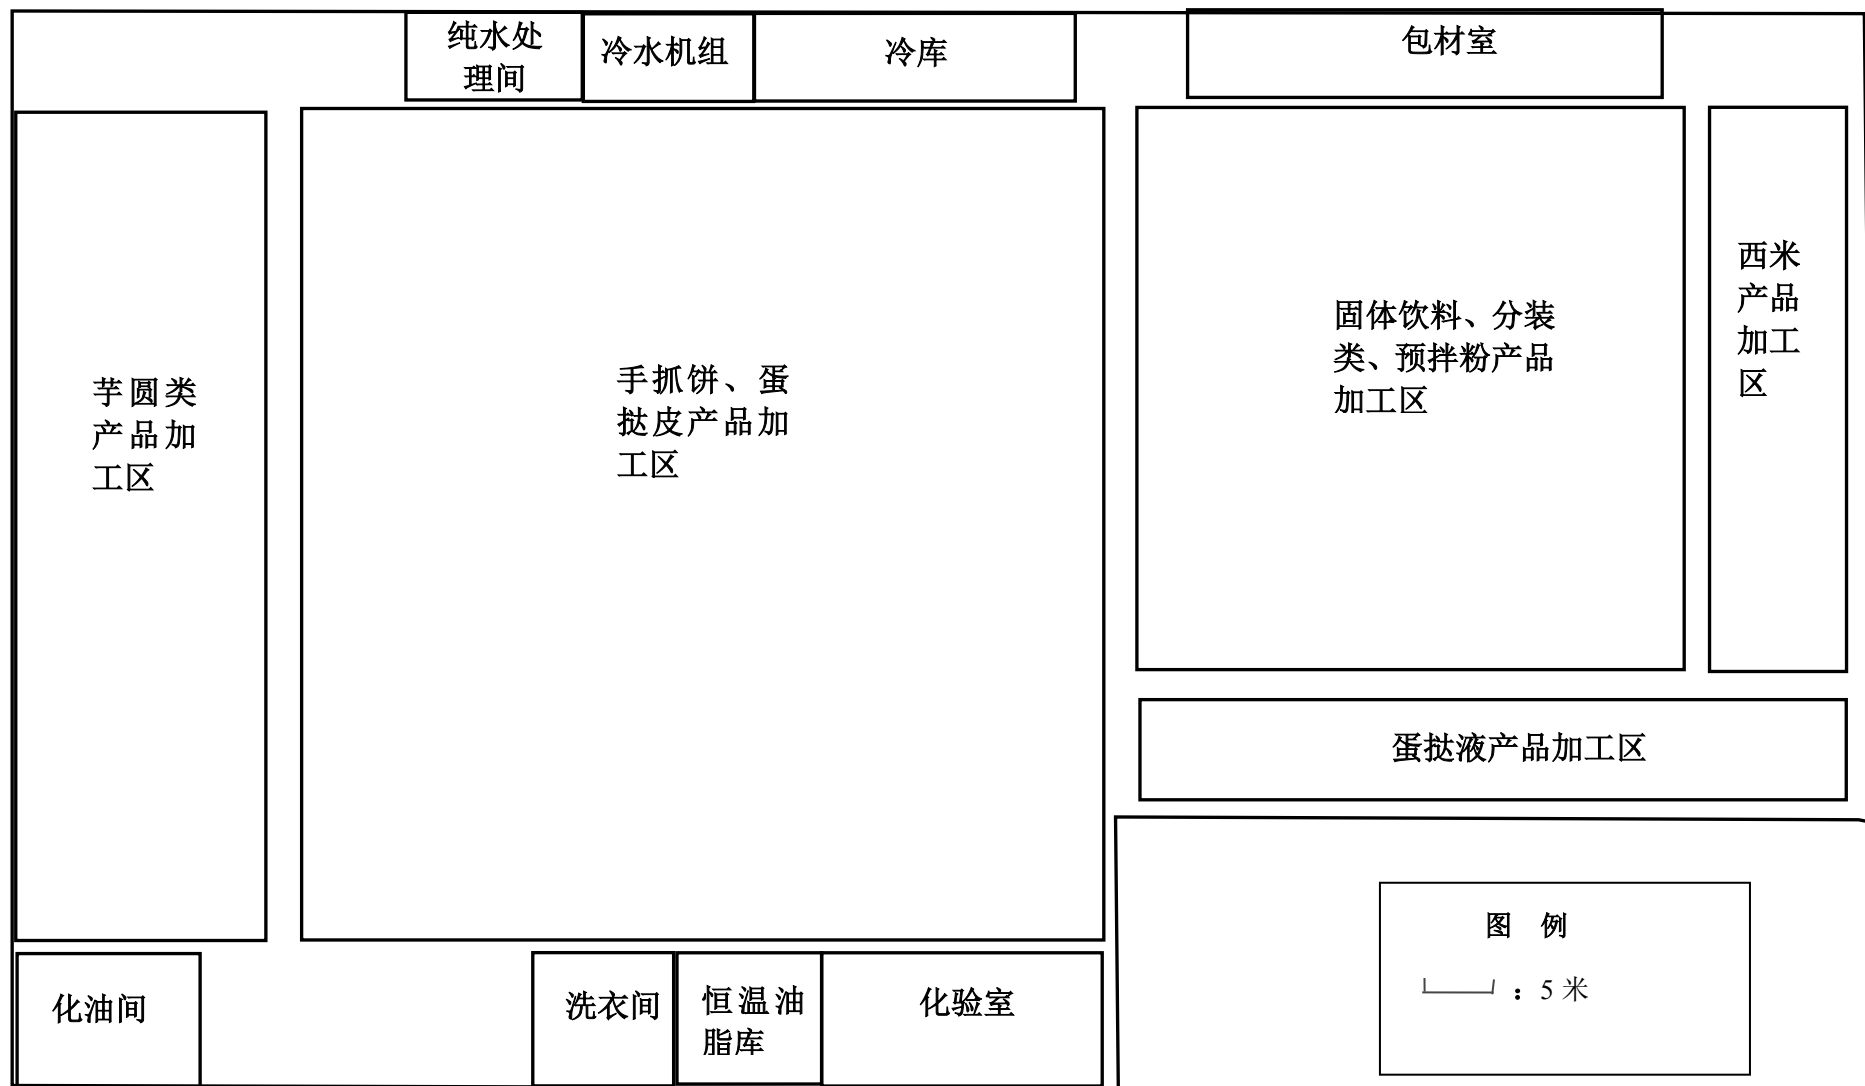 纯水处
理间
冷水机组
冷库
包材室
芋圆类
产品加
工区
手抓饼、蛋
挞皮产品加
工区
固体饮料、分装
类、预拌粉产品
加工区
西米
产品
加工
区
蛋挞液产品加工区
化油间
洗衣间
恒温油
脂库
化验室
图 例
：5 米